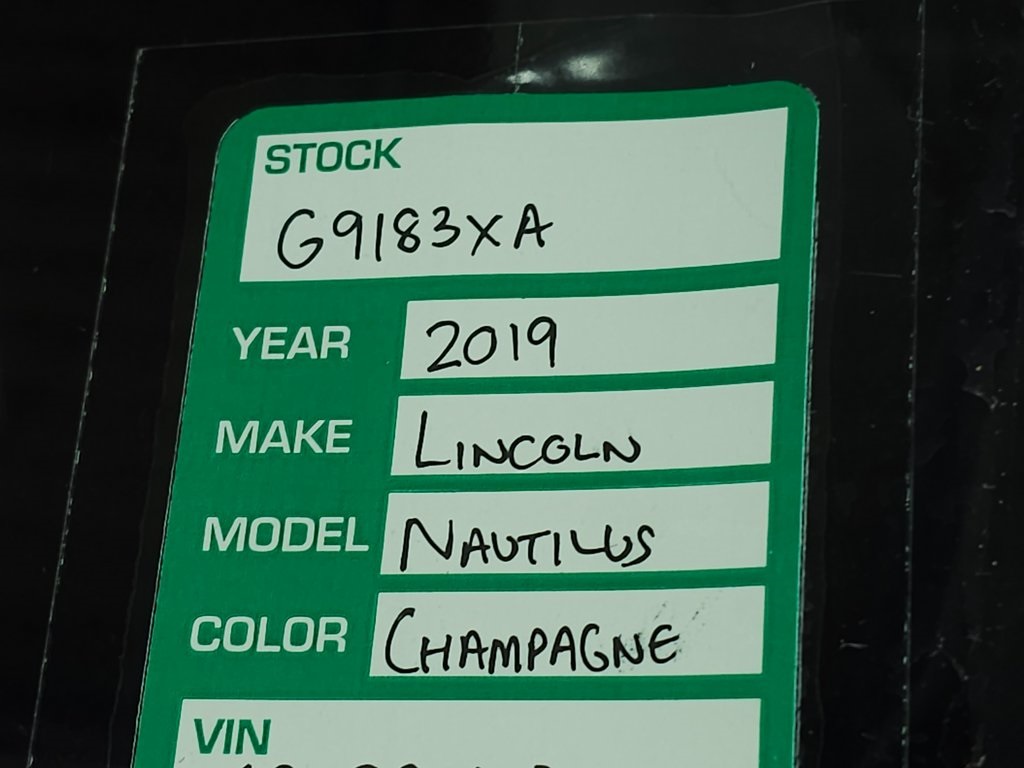 STOCK
G9183XA
YEAR 2019
MAKE LINCOLN
MODEL NAUTILUS
COLOR CHAMPAGNE
VIN